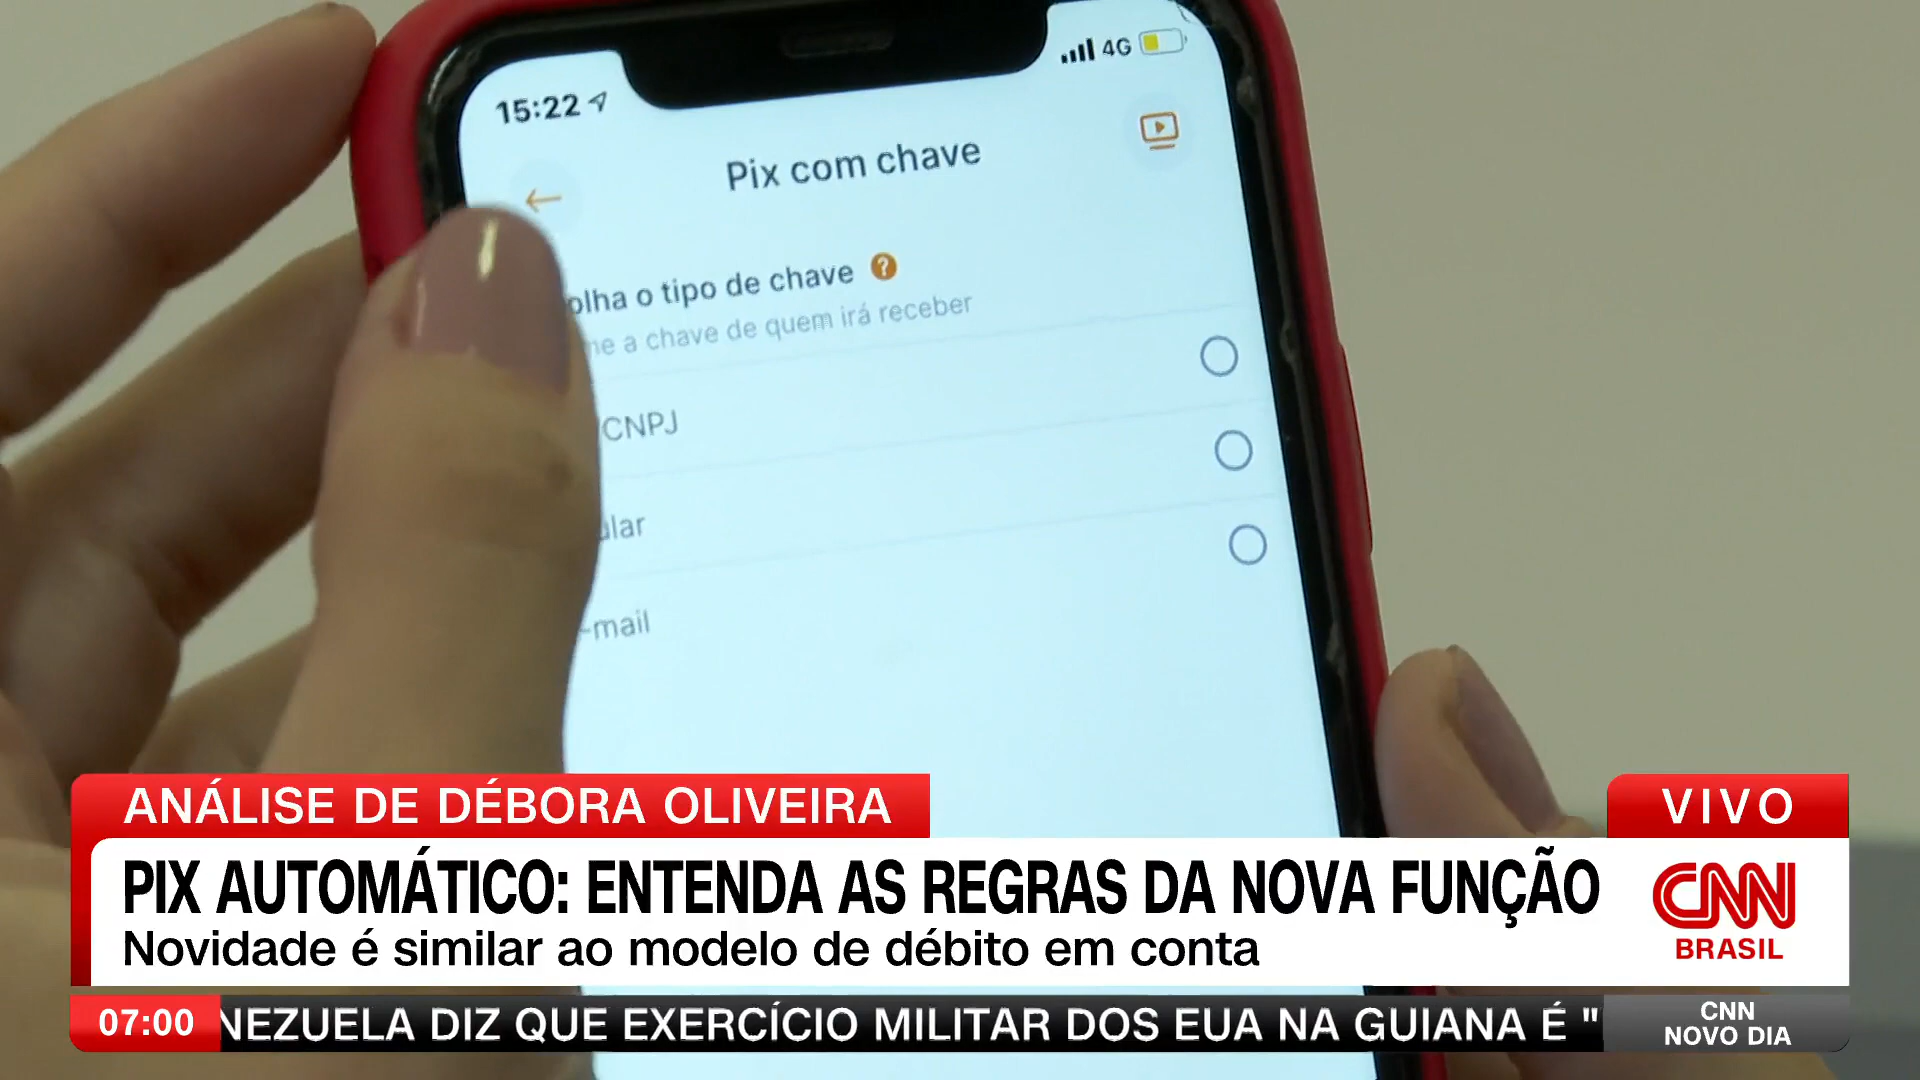 15:22
4G
Pix com chave
olha o tipo de chave ?
me a chave de quem irá receber
CNPJ
ular
-mail
ANÁLISE DE DÉBORA OLIVEIRA
VIVO
PIX AUTOMÁTICO: ENTENDA AS REGRAS DA NOVA FUNÇÃO
Novidade é similar ao modelo de débito em conta
CNN
BRASIL
07:00
NEZUELA DIZ QUE EXERCÍCIO MILITAR DOS EUA NA GUIANA É "
CNN
NOVO DIA